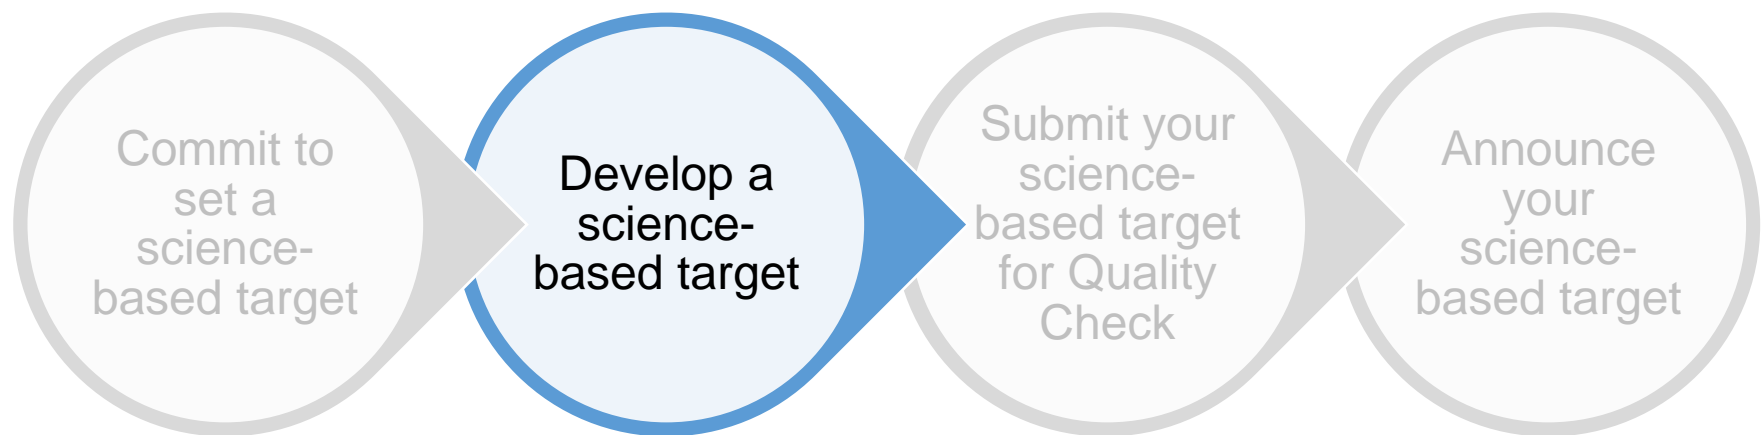 Commit to
set a
science-
based target
Develop a
science-
based target
Submit your
science-
based target
for Quality
Check
Announce
your
science-
based target